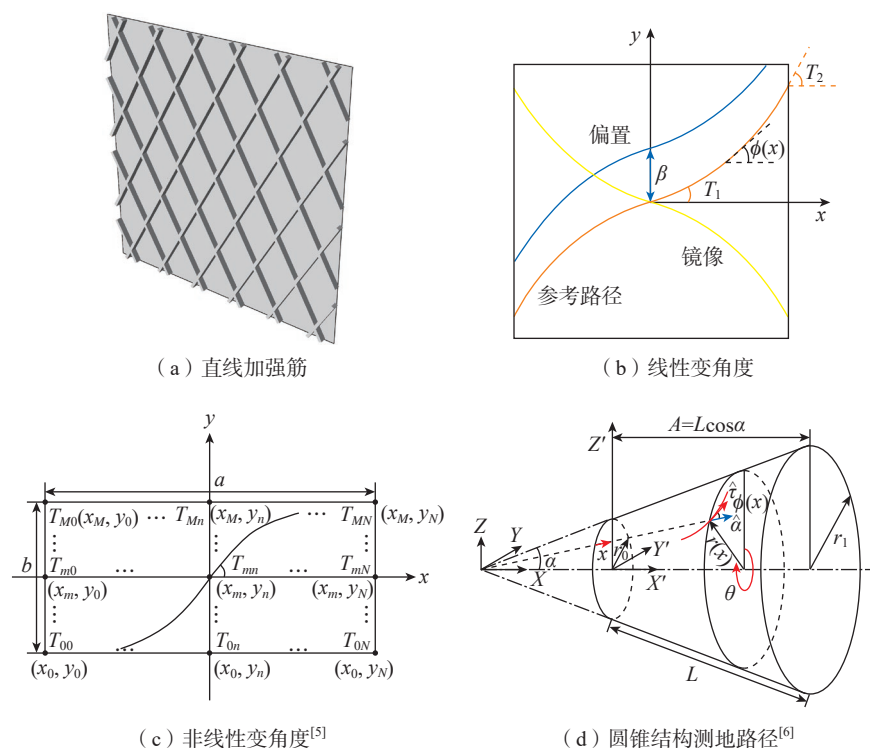 （a）直线加强筋
y
T2
偏置
ϕ(x)
β
T1
x
镜像
参考路径
（b）线性变角度
y
a
TM0(xM, y0) ··· TMn (xM, yn) ··· TMN (xM, yN)
b
Tm0 ··· Tmn ··· TmN x
(xm, y0) (xm, yn) (xm, yN)
T00 ··· T0n ··· T0N
(x0, y0) (x0, yn) (x0, yN)
（c）非线性变角度[5]
A=Lcosα
Z′
τ̂
ϕ(x)
α̂
Z Y
x r0 Y′ r(x) r1
α
X X′
θ
L
（d）圆锥结构测地路径[6]